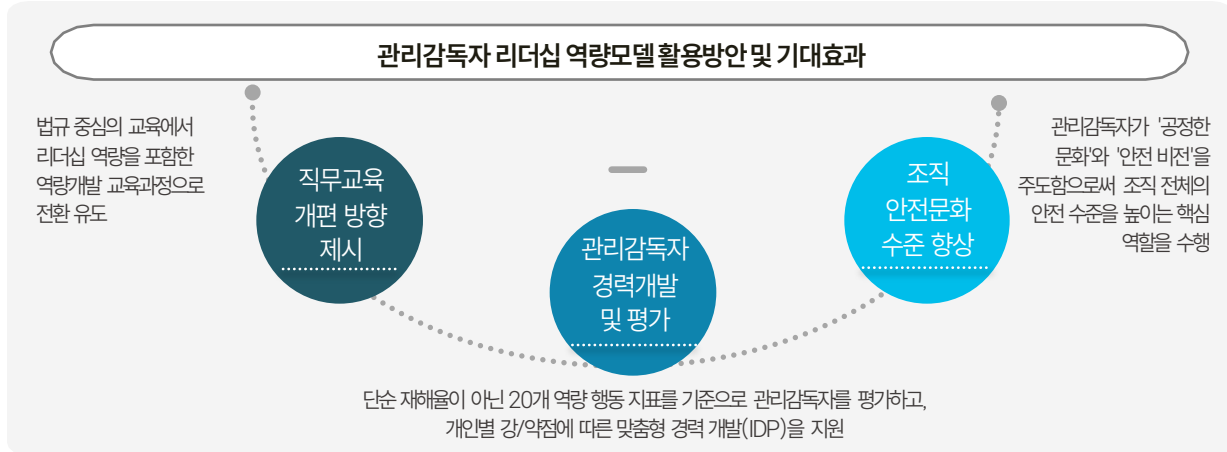 관리감독자 리더십 역량모델 활용방안 및 기대효과
법규 중심의 교육에서
리더십 역량을 포함한
역량개발 교육과정으로
전환 유도
직무교육
개편 방향
제시
관리감독자
경력개발
및 평가
단순 재해율이 아닌 20개 역량 행동 지표를 기준으로 관리감독자를 평가하고,
개인별 강/약점에 따른 맞춤형 경력 개발(IDP)을 지원
조직
안전문화
수준 향상
관리감독자가 '공정한
문화'와 '안전 비전'을
주도함으로써 조직 전체의
안전 수준을 높이는 핵심
역할을 수행